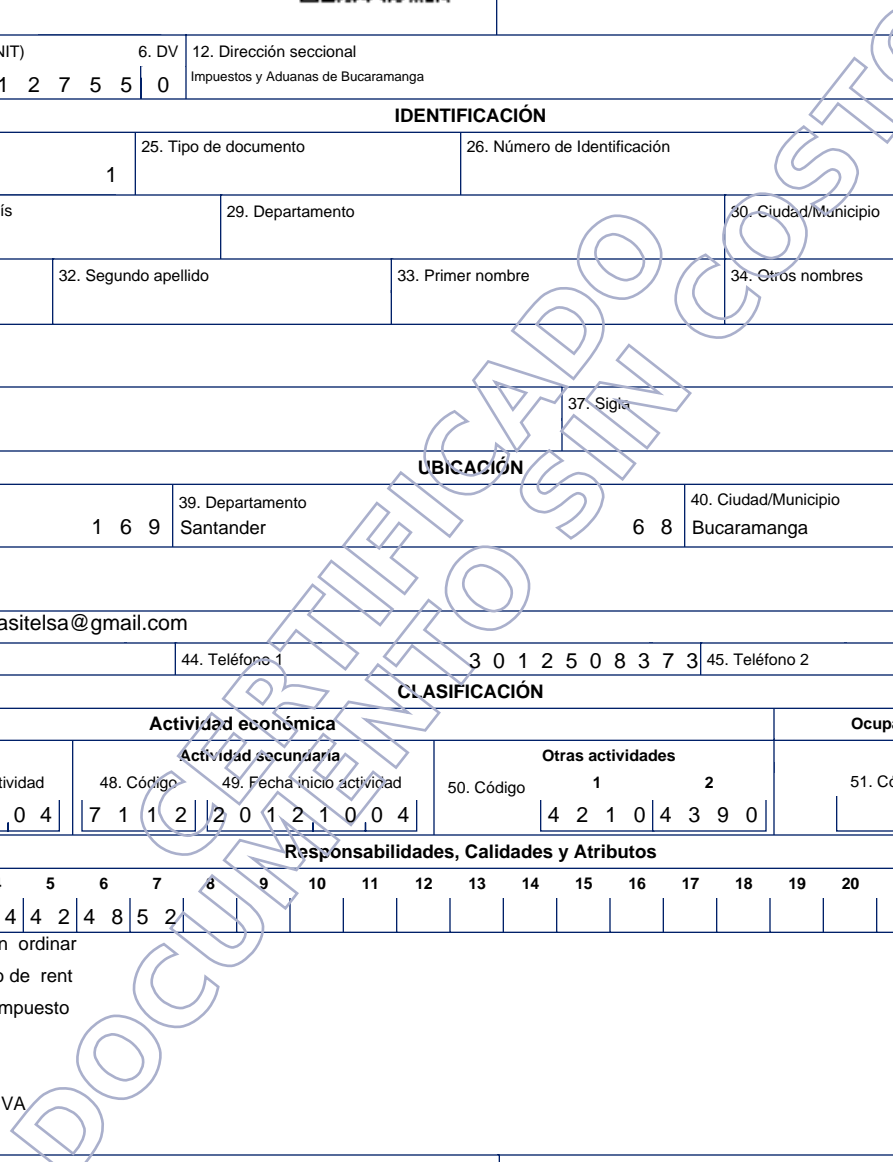 NIT) 6. DV 12. Dirección seccional
1 2 7 5 5 0 Impuestos y Aduanas de Bucaramanga
IDENTIFICACIÓN
25. Tipo de documento 26. Número de Identificación
1
ís 29. Departamento 30. Ciudad/Municipio
32. Segundo apellido 33. Primer nombre 34. Otros nombres
37. Sigla
UBICACIÓN
39. Departamento 40. Ciudad/Municipio
1 6 9 Santander 6 8 Bucaramanga
asitelsa@gmail.com
44. Teléfono 1 3 0 1 2 5 0 8 3 7 3 45. Teléfono 2
CLASIFICACIÓN
Actividad económica Ocupa
Actividad secundaria Otras actividades
tividad 48. Código 49. Fecha inicio actividad 50. Código 1 2 51. Có
0 4 7 1 1 2 2 0 1 2 1 0 0 4 4 2 1 0 4 3 9 0
Responsabilidades, Calidades y Atributos
5 6 7 8 9 10 11 12 13 14 15 16 17 18 19 20
4 4 2 4 8 5 2
n ordinar
o de rent
mpuesto
VA
CERTIFICADO
DOCUMENTO SIN COSTO